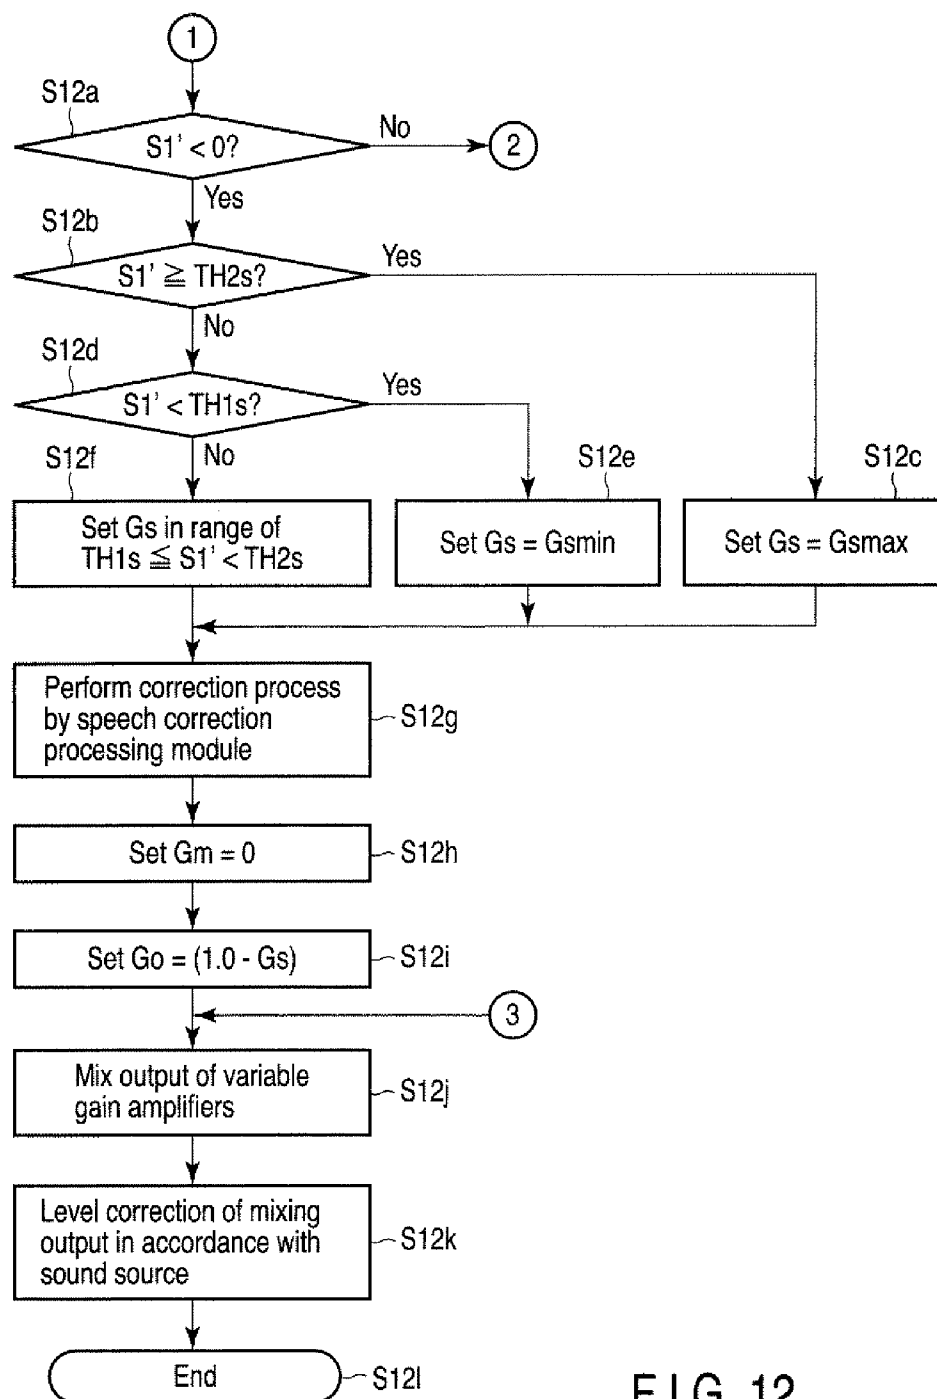 1
S12a
S1' < 0?
No
2
Yes
S12b
S1' ≧ TH2s?
Yes
No
S12d
S1' < TH1s?
Yes
No
S12f
S12e
S12c
Set Gs in range of
TH1s ≦ S1' < TH2s
Set Gs = Gsmin
Set Gs = Gsmax
Perform correction process
by speech correction
processing module
S12g
Set Gm = 0
S12h
Set Go = (1.0 - Gs)
S12i
3
Mix output of variable
gain amplifiers
S12j
Level correction of mixing
output in accordance with
sound source
S12k
End
S12l
FIG. 12